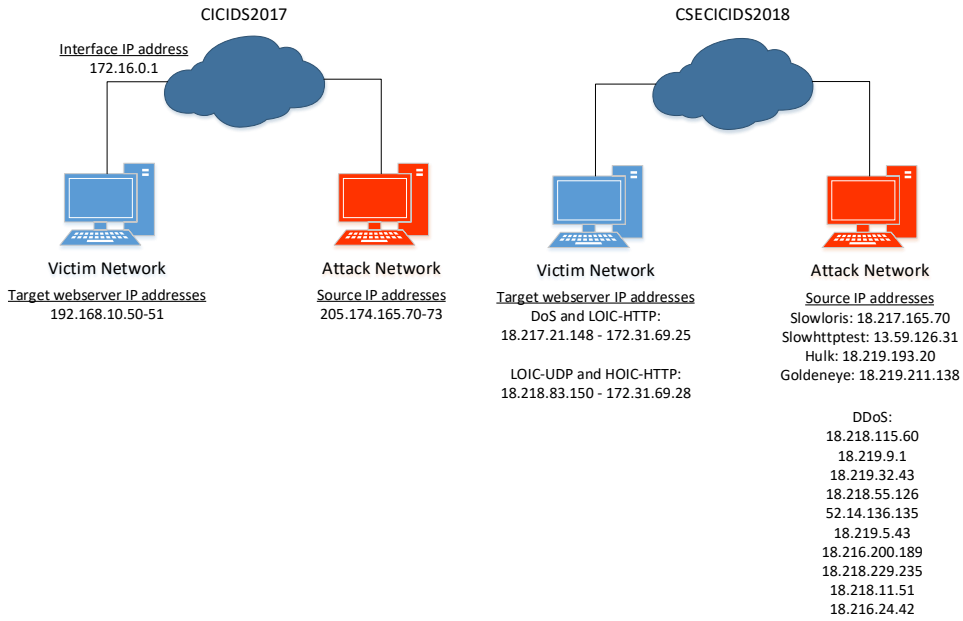 CICIDS2017
Interface IP address
172.16.0.1
Victim Network
Target webserver IP addresses
192.168.10.50-51
Attack Network
Source IP addresses
205.174.165.70-73
CSECICIDS2018
Victim Network
Target webserver IP addresses
DoS and LOIC-HTTP:
18.217.21.148 - 172.31.69.25
LOIC-UDP and HOIC-HTTP:
18.218.83.150 - 172.31.69.28
Attack Network
Source IP addresses
Slowloris: 18.217.165.70
Slowhttptest: 13.59.126.31
Hulk: 18.219.193.20
Goldeneye: 18.219.211.138
DDoS:
18.218.115.60
18.219.9.1
18.219.32.43
18.218.55.126
52.14.136.135
18.219.5.43
18.216.200.189
18.218.229.235
18.218.11.51
18.216.24.42